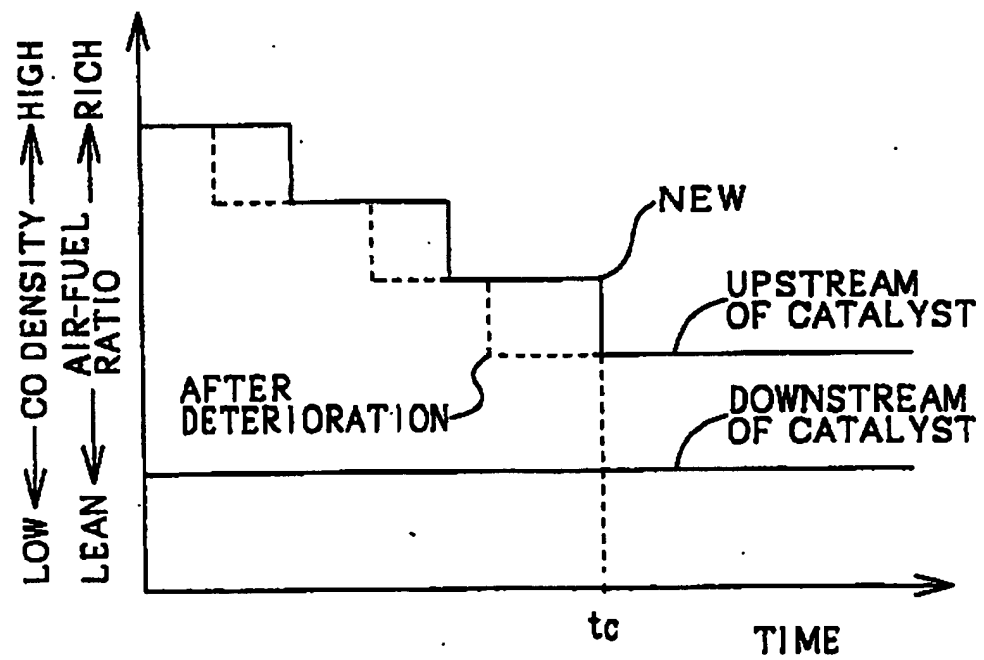 LOW ← CO DENSITY → HIGH
LEAN ← AIR-FUEL RATIO → RICH
NEW
UPSTREAM
OF CATALYST
AFTER
DETERIORATION
DOWNSTREAM
OF CATALYST
tc
TIME